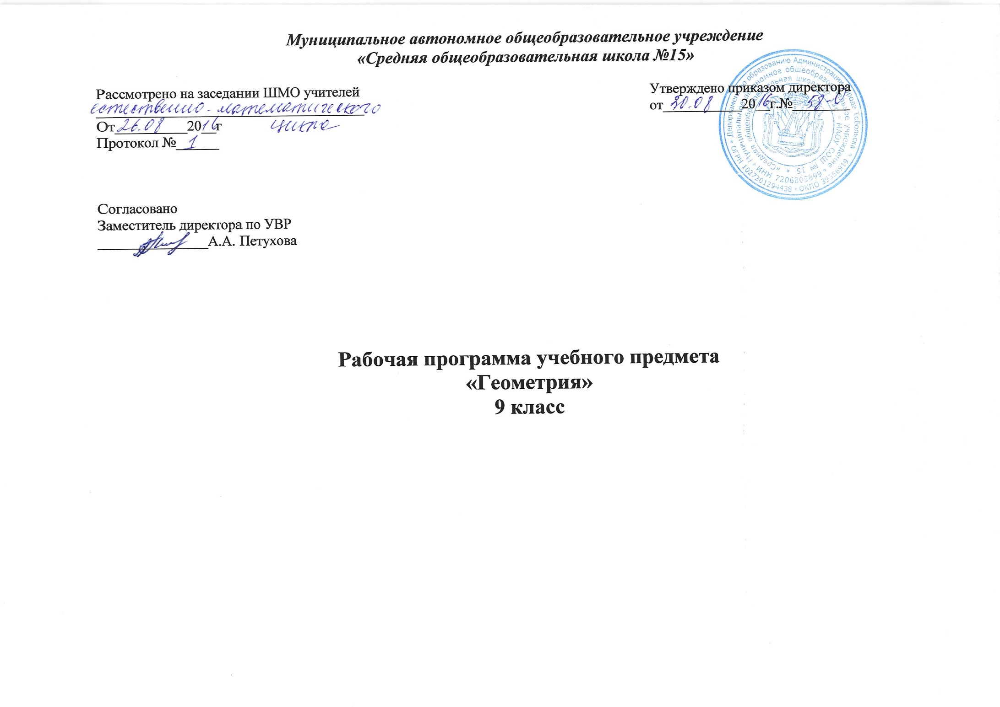 Муниципальное автономное общеобразовательное учреждение
«Средняя общеобразовательная школа №15»
Рассмотрено на заседании ШМО учителей
естественно-математического
цикла
От 26.08 2016г
Протокол № 1
Утверждено приказом директора
от 30.08 2016г.№ 58-О
Согласовано
Заместитель директора по УВР
А.А. Петухова
Рабочая программа учебного предмета
«Геометрия»
9 класс
* Департамент по образованию Администрации города Тобольска *
* ОГРН 1027201294438 * ОКПО 39356919
* Муниципальное автономное общеобразовательное учреждение *
ИНН 7206009899
«Средняя общеобразовательная школа № 15» * МАОУ СОШ № 15 *